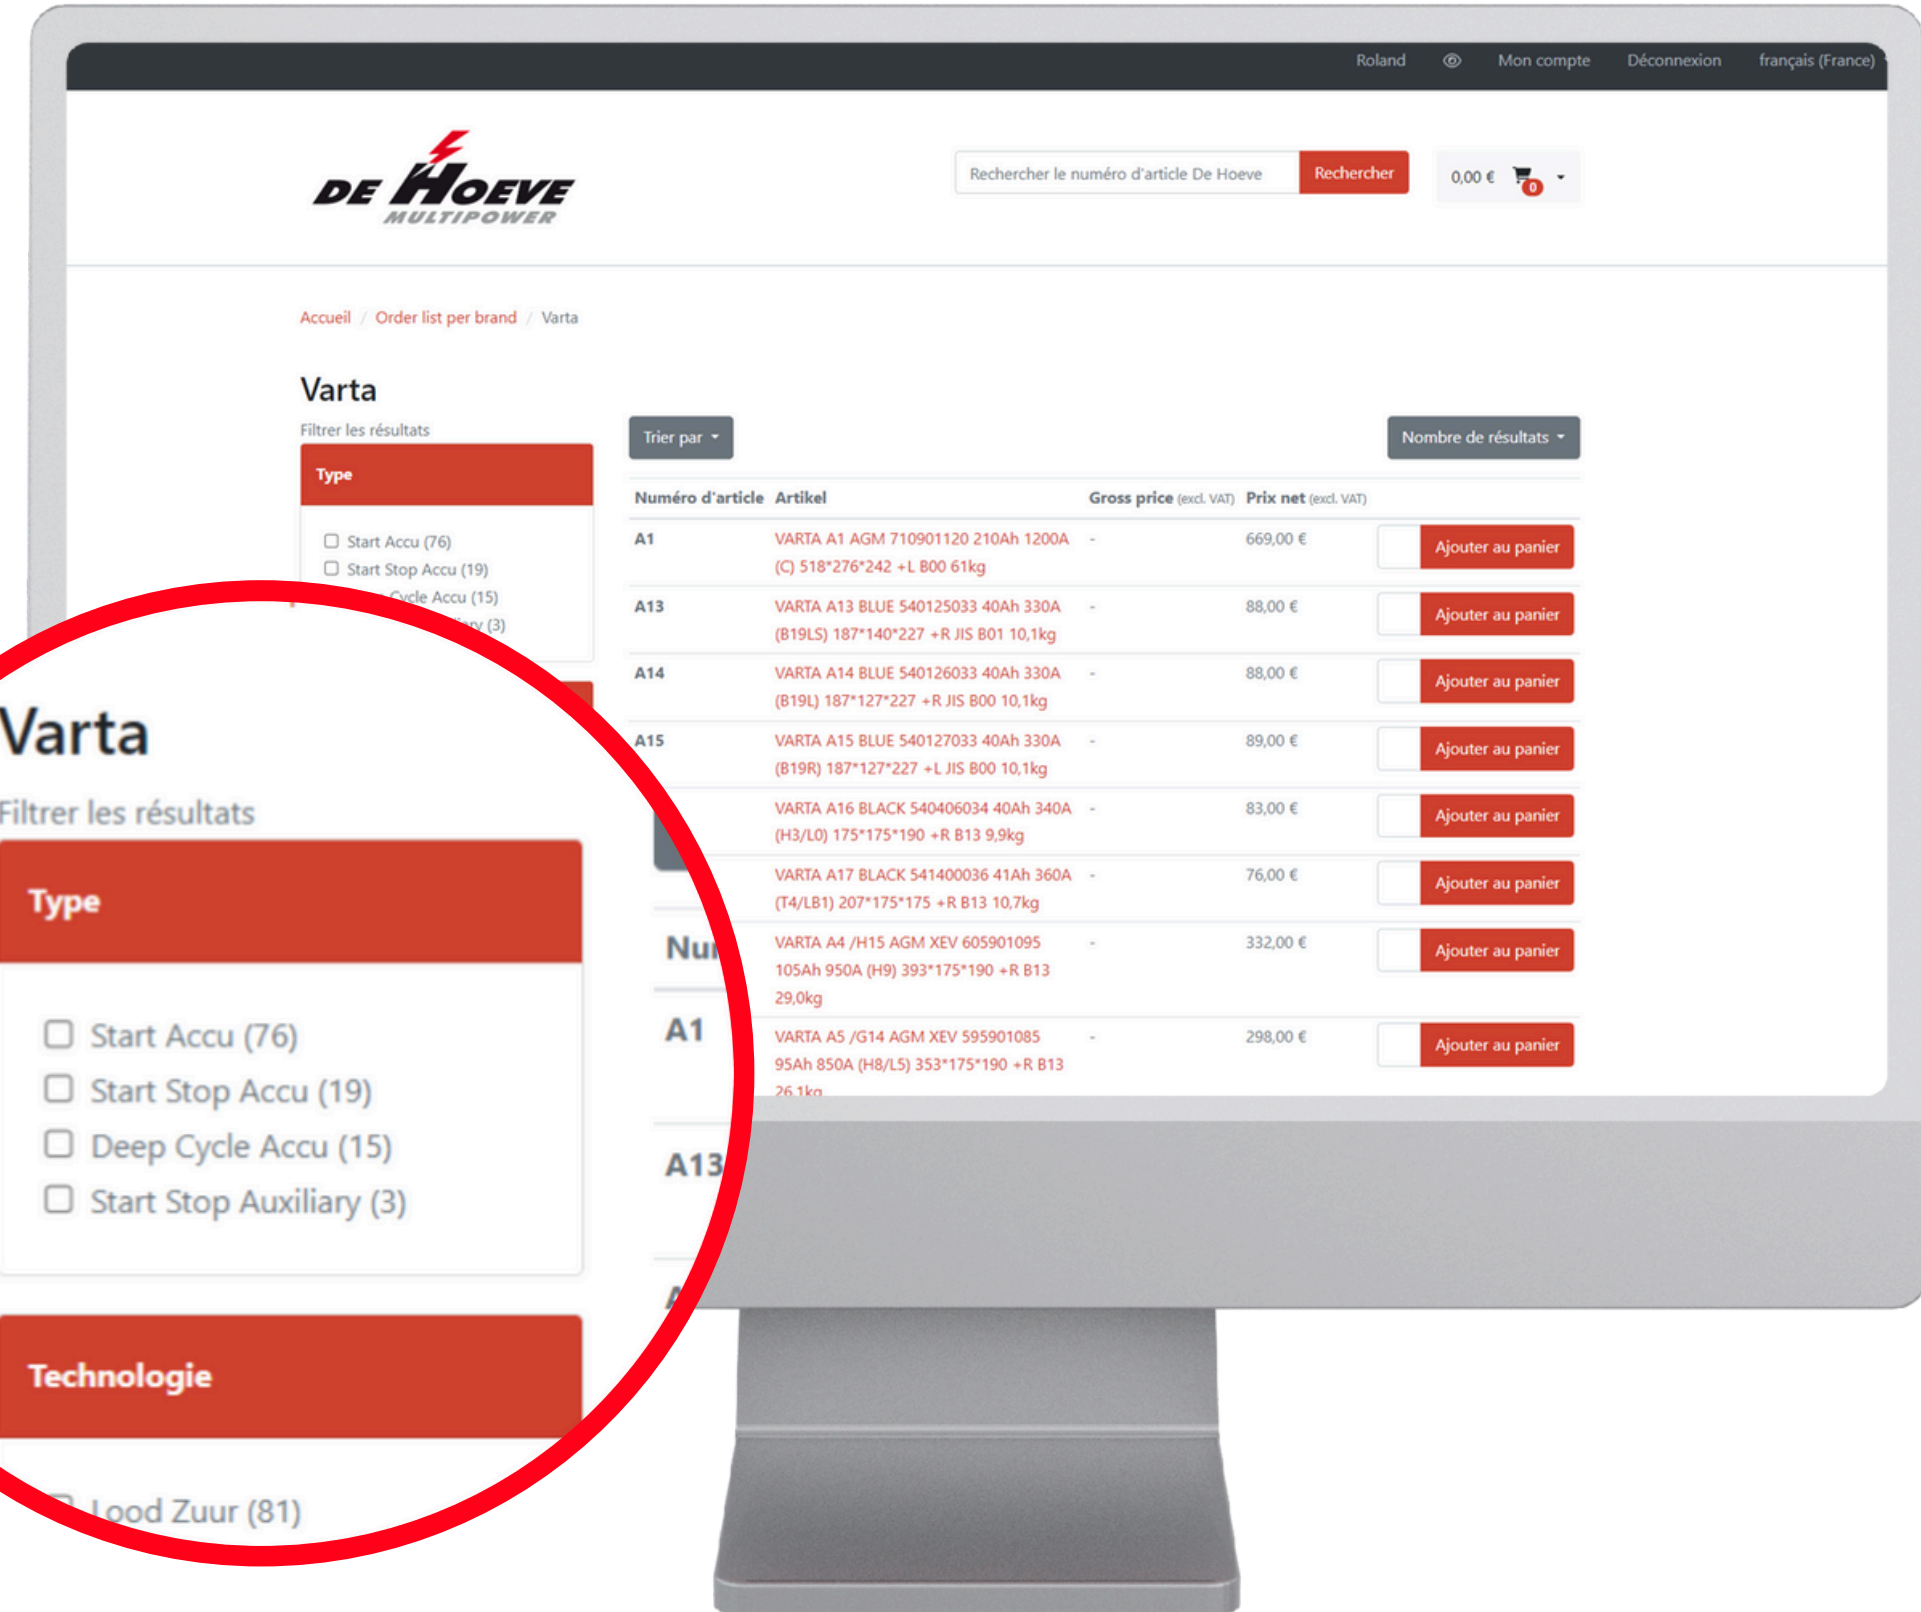 Roland Mon compte Déconnexion français (France)
DE HOEVE
MULTIPOWER
Rechercher le numéro d'article De Hoeve Rechercher 0,00 € 0
Accueil / Order list per brand / Varta
Varta
Filtrer les résultats
Type
Start Accu (76)
Start Stop Accu (19)
Cycle Accu (15)
(3)
Trier par Nombre de résultats
Numéro d'article Artikel Gross price (excl. VAT) Prix net (excl. VAT)
A1 VARTA A1 AGM 710901120 210Ah 1200A - 669,00 € Ajouter au panier
(C) 518*276*242 +L B00 61kg
A13 VARTA A13 BLUE 540125033 40Ah 330A - 88,00 € Ajouter au panier
(B19LS) 187*140*227 +R JIS B01 10,1kg
A14 VARTA A14 BLUE 540126033 40Ah 330A - 88,00 € Ajouter au panier
(B19L) 187*127*227 +R JIS B00 10,1kg
A15 VARTA A15 BLUE 540127033 40Ah 330A - 89,00 € Ajouter au panier
(B19R) 187*127*227 +L JIS B00 10,1kg
VARTA A16 BLACK 540406034 40Ah 340A - 83,00 € Ajouter au panier
(H3/L0) 175*175*190 +R B13 9,9kg
VARTA A17 BLACK 541400036 41Ah 360A - 76,00 € Ajouter au panier
(T4/LB1) 207*175*175 +R B13 10,7kg
VARTA A4 /H15 AGM XEV 605901095 - 332,00 € Ajouter au panier
105Ah 950A (H9) 393*175*190 +R B13
29,0kg
VARTA A5 /G14 AGM XEV 595901085 - 298,00 € Ajouter au panier
95Ah 850A (H8/L5) 353*175*190 +R B13
26,1kg
Varta
Filtrer les résultats
Type
Start Accu (76)
Start Stop Accu (19)
Deep Cycle Accu (15)
Start Stop Auxiliary (3)
Technologie
Lood Zuur (81)
A1
A13